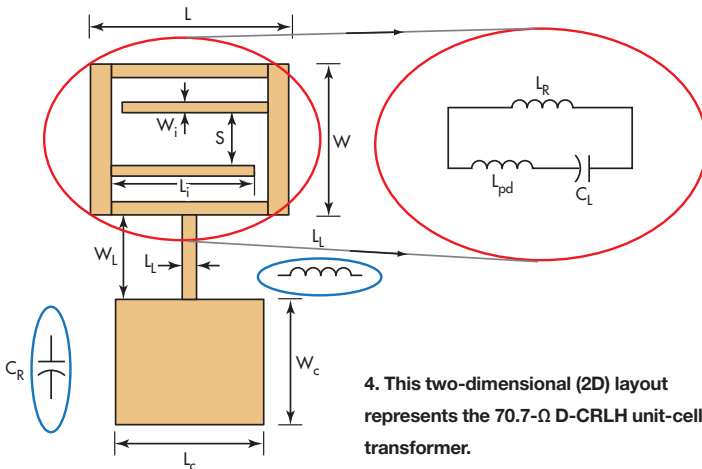 L
W_i
S
W
L_i
W_L
L_L
L_L
C_R
W_c
L_c
L_R
L_pd
C_L
4. This two-dimensional (2D) layout
represents the 70.7-Ω D-CRLH unit-cell
transformer.